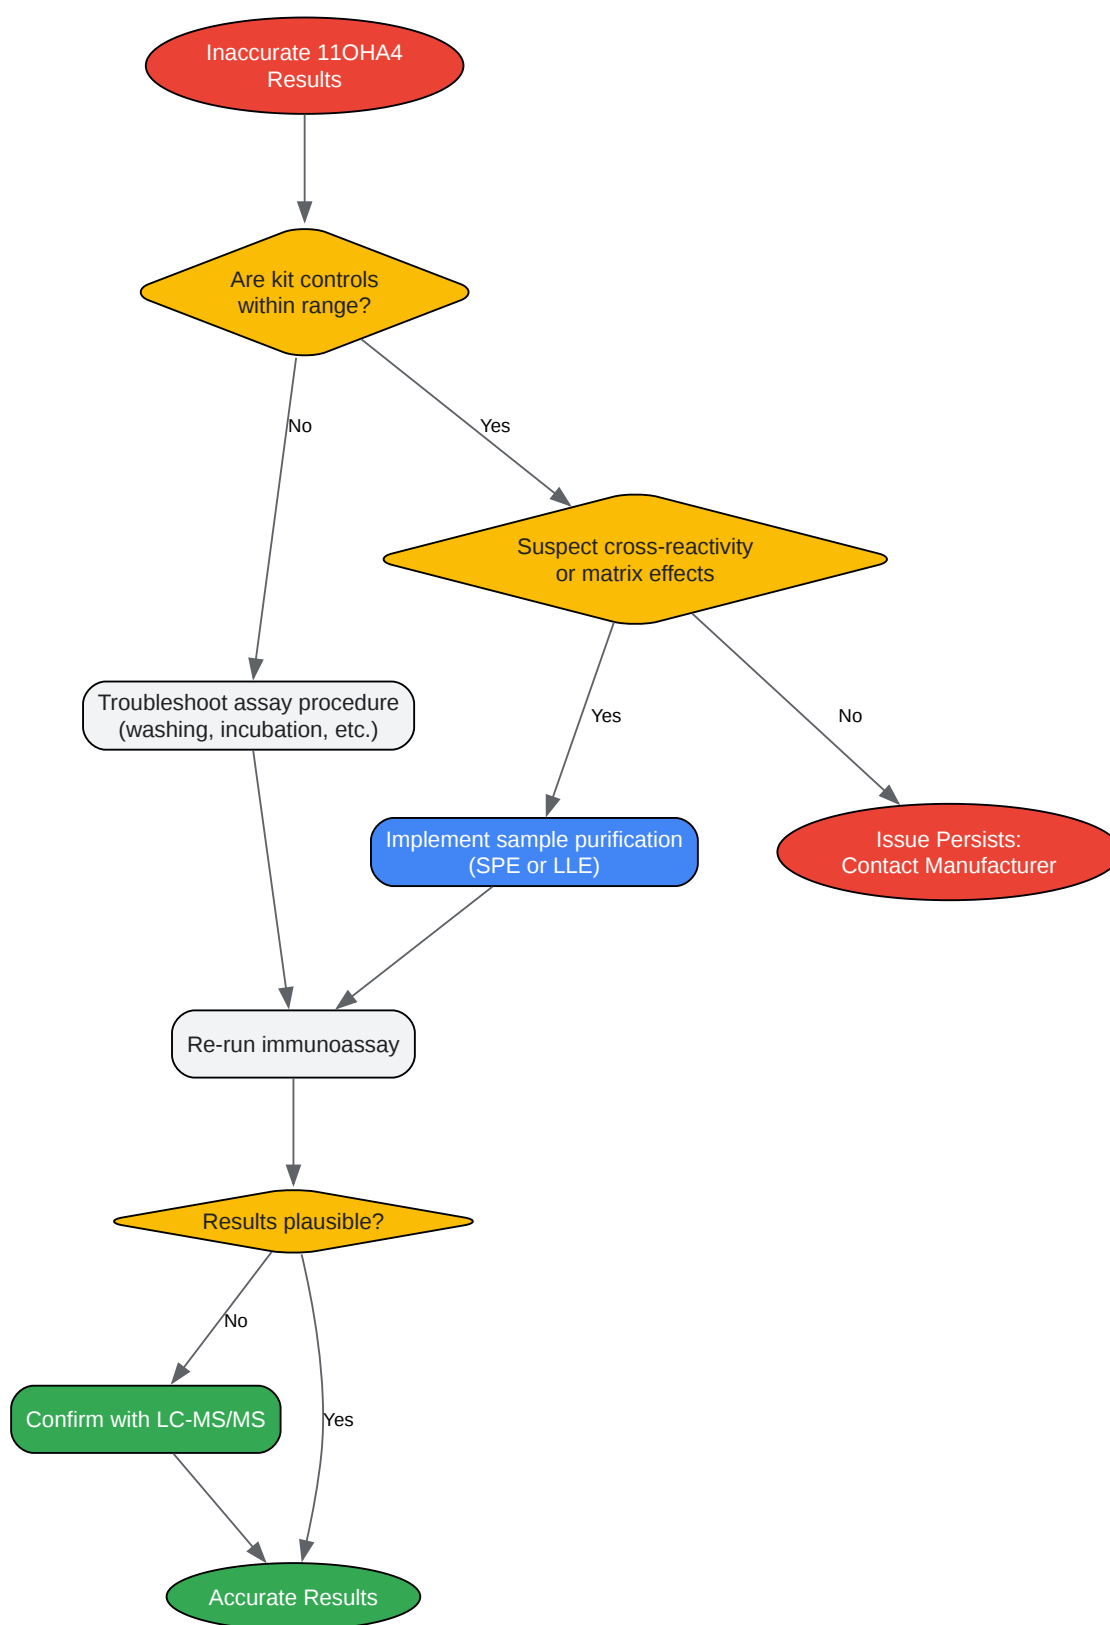 Inaccurate 11OHA4
Results
Are kit controls
within range?
No
Yes
Suspect cross-reactivity
or matrix effects
Troubleshoot assay procedure
(washing, incubation, etc.)
Yes
No
Implement sample purification
(SPE or LLE)
Issue Persists:
Contact Manufacturer
Re-run immunoassay
Results plausible?
No
Confirm with LC-MS/MS
Yes
Accurate Results